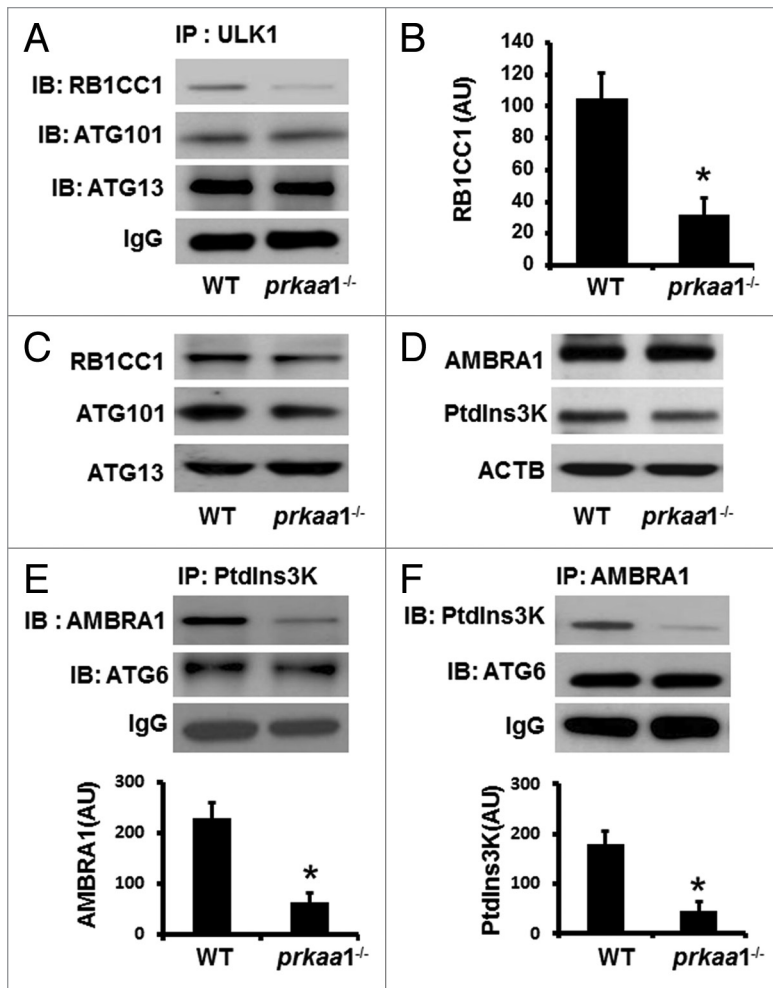 A
IP : ULK1
IB: RB1CC1
IB: ATG101
IB: ATG13
IgG
WT prkaa1-/-
B
RB1CC1 (AU)
140
120
100
80
60
40
20
0
*
WT prkaa1-/-
C
RB1CC1
ATG101
ATG13
WT prkaa1-/-
D
AMBRA1
PtdIns3K
ACTB
WT prkaa1-/-
E
IP: PtdIns3K
IB : AMBRA1
IB: ATG6
IgG
AMBRA1(AU)
300
200
100
0
*
WT prkaa1-/-
F
IP: AMBRA1
IB: PtdIns3K
IB: ATG6
IgG
PtdIns3K(AU)
300
200
100
0
*
WT prkaa1-/-